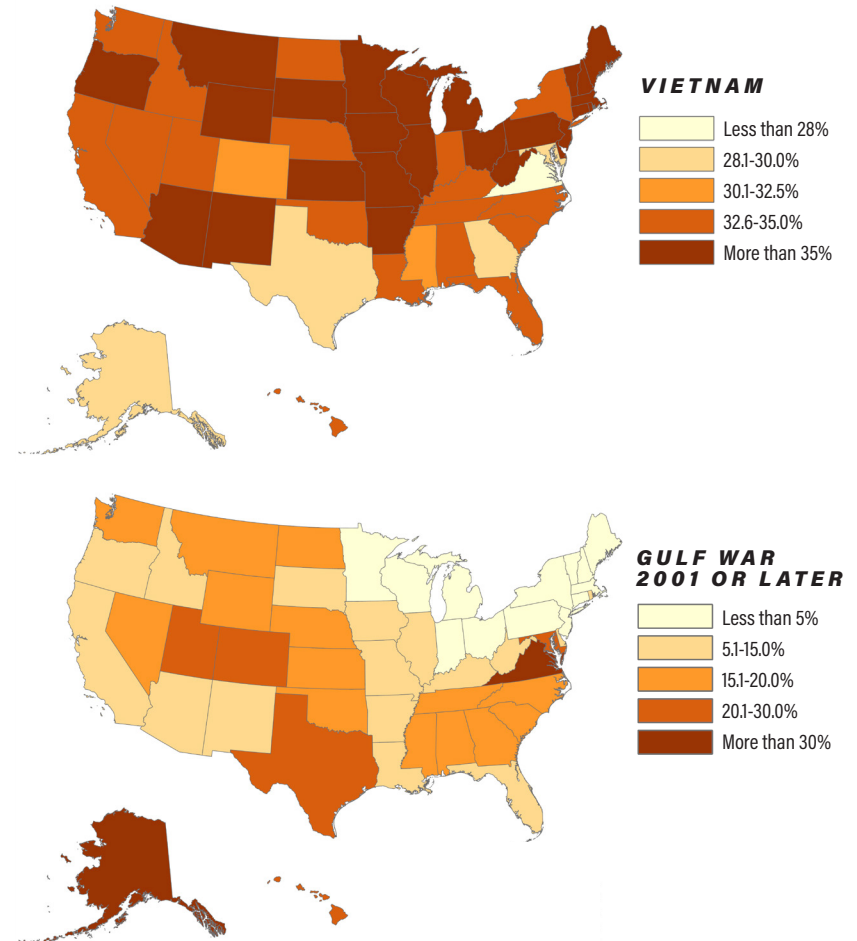 VIETNAM
Less than 28%
28.1-30.0%
30.1-32.5%
32.6-35.0%
More than 35%
GULF WAR
2001 OR LATER
Less than 5%
5.1-15.0%
15.1-20.0%
20.1-30.0%
More than 30%